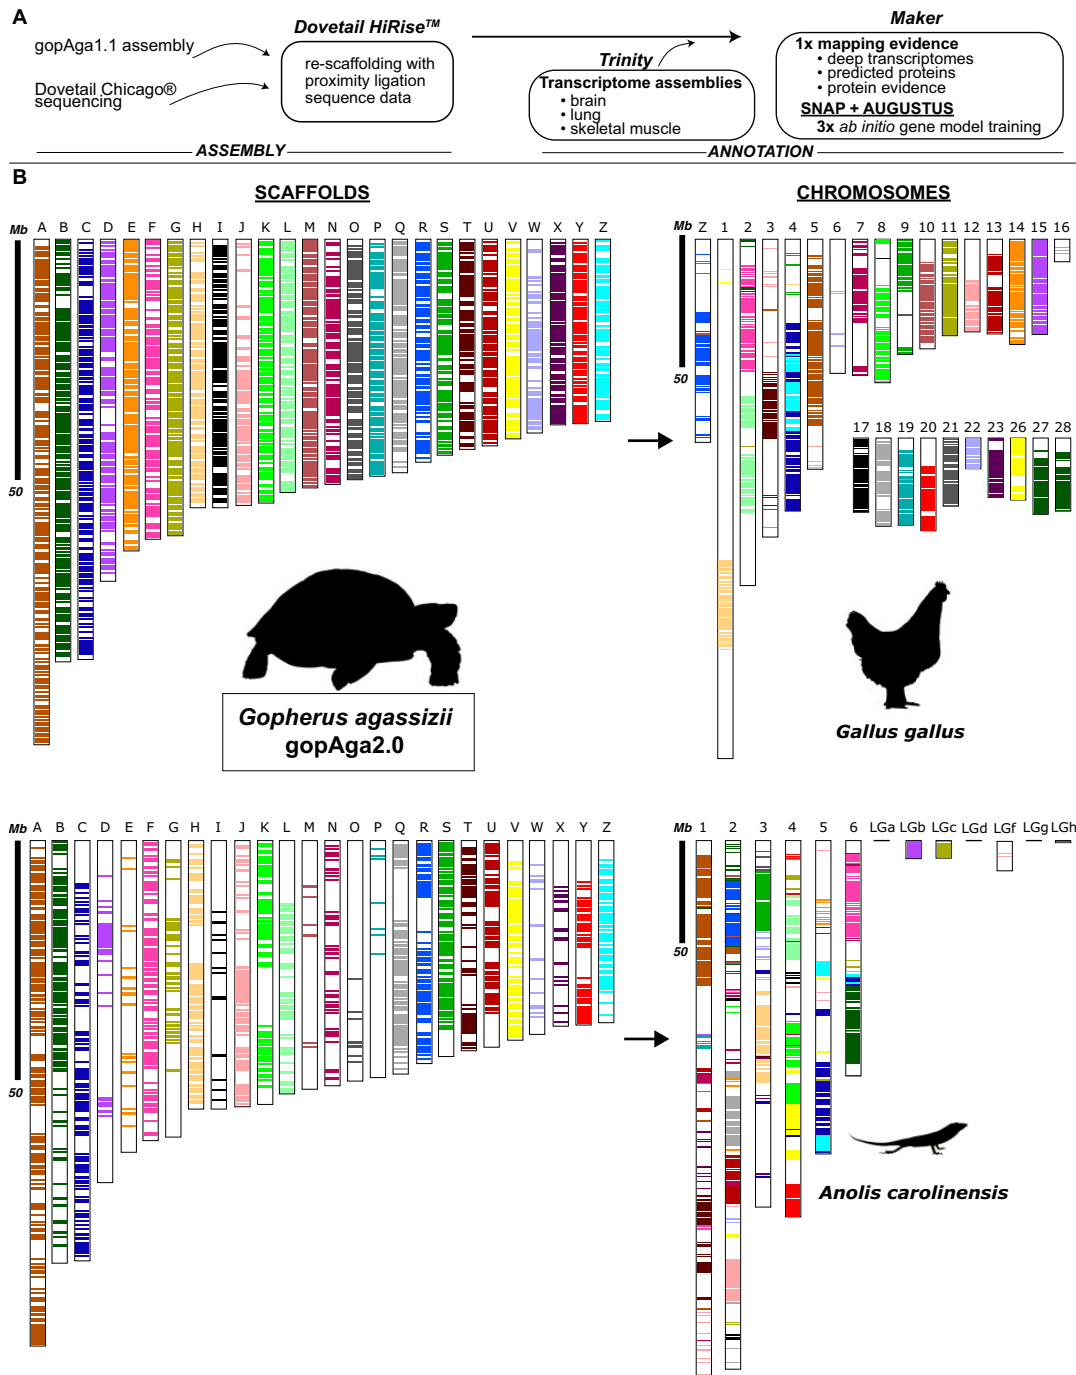 A
gopAga1.1 assembly
Dovetail Chicago®
sequencing
Dovetail HiRise™
re-scaffolding with
proximity ligation
sequence data
Trinity
Transcriptome assemblies
• brain
• lung
• skeletal muscle
Maker
1x mapping evidence
• deep transcriptomes
• predicted proteins
• protein evidence
SNAP + AUGUSTUS
3x ab initio gene model training
ASSEMBLY
ANNOTATION
B
SCAFFOLDS
CHROMOSOMES
Mb A B C D E F G H I J K L M N O P Q R S T U V W X Y Z
50
Mb Z 1 2 3 4 5 6 7 8 9 10 11 12 13 14 15 16
50
17 18 19 20 21 22 23 26 27 28
Gopherus agassizii
gopAga2.0
Gallus gallus
Mb A B C D E F G H I J K L M N O P Q R S T U V W X Y Z
50
Mb 1 2 3 4 5 6 LGa LGb LGc LGd LGf LGg LGh
50
Anolis carolinensis